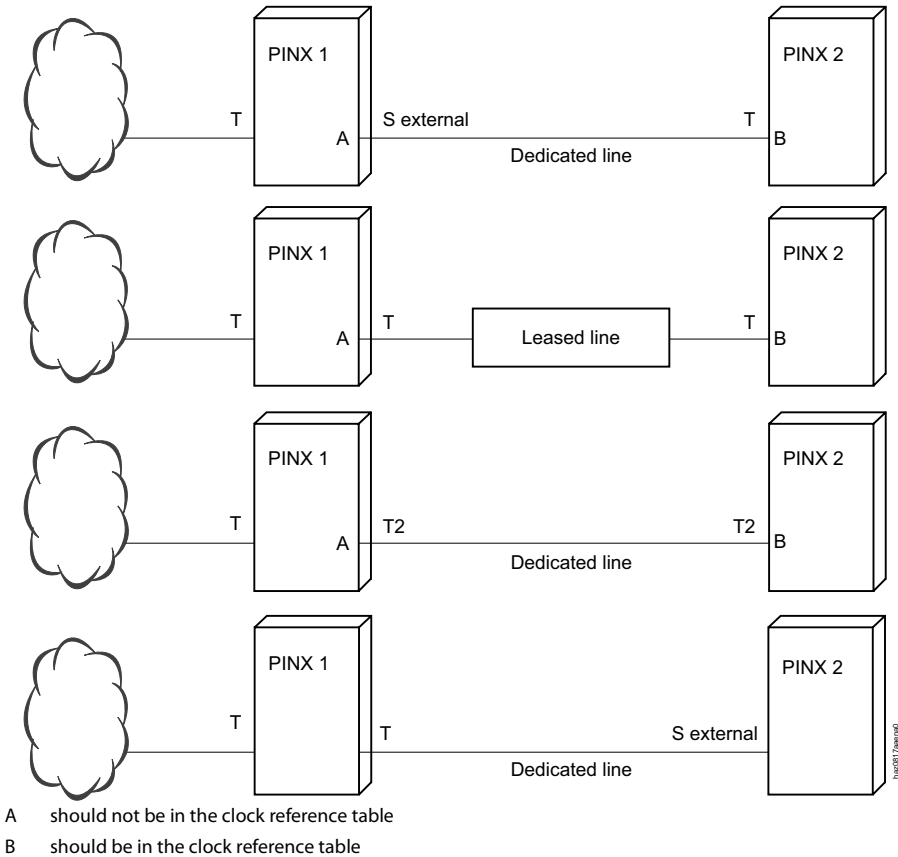 PINX 1
PINX 2
T
S external
T
A
B
Dedicated line
PINX 1
PINX 2
T
T
T
A
Leased line
B
PINX 1
PINX 2
T
T2
T2
A
B
Dedicated line
PINX 1
PINX 2
T
T
S external
Dedicated line
A should not be in the clock reference table
B should be in the clock reference table